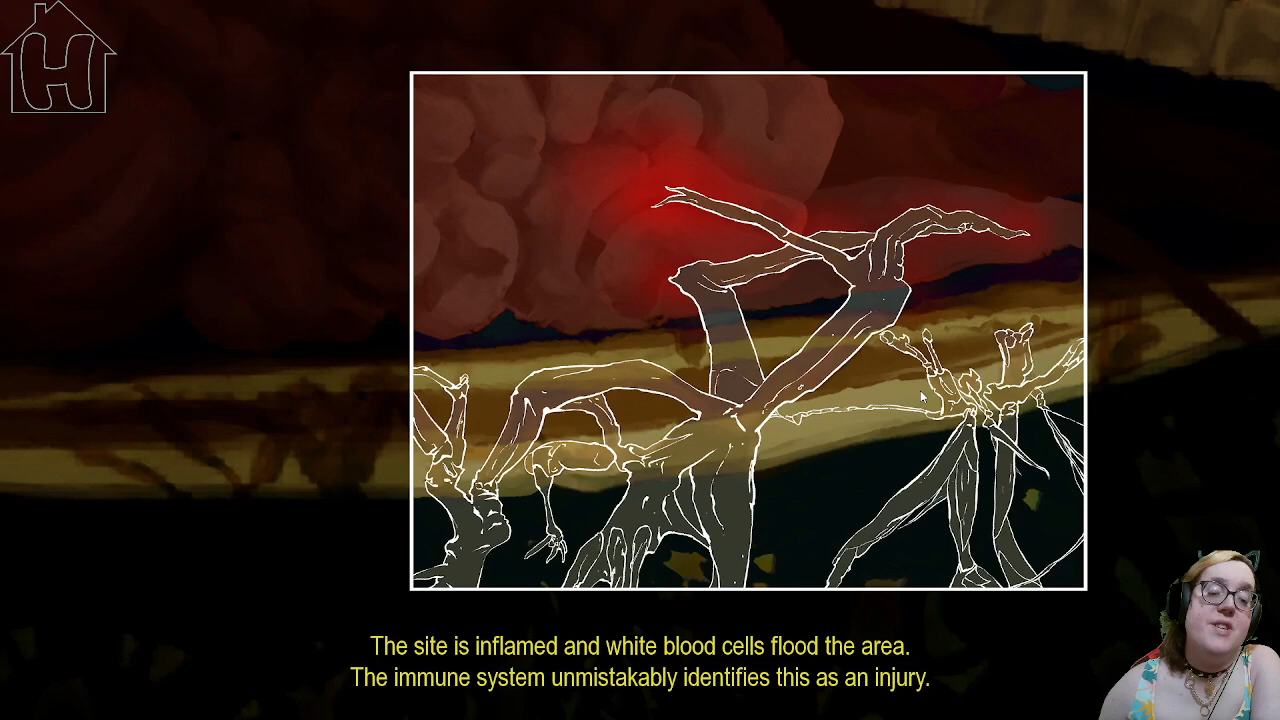 H
The site is inflamed and white blood cells flood the area.
The immune system unmistakably identifies this as an injury.